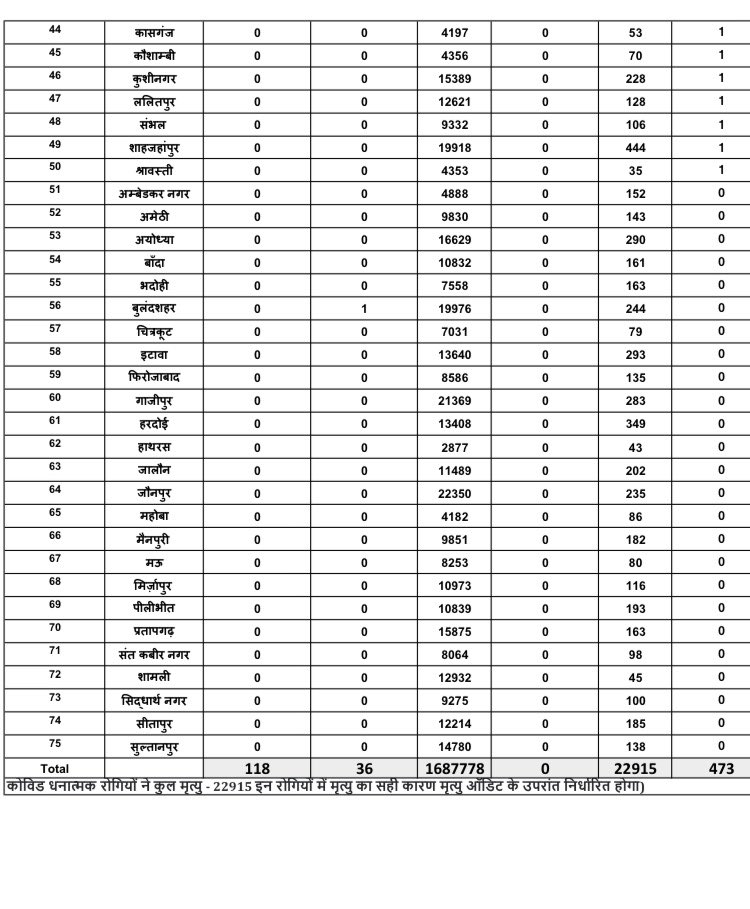 44 कासगंज 0 0 4197 0 53 1
45 कौशाम्बी 0 0 4356 0 70 1
46 कुशीनगर 0 0 15389 0 228 1
47 ललितपुर 0 0 12621 0 128 1
48 संभल 0 0 9332 0 106 1
49 शाहजहांपुर 0 0 19918 0 444 1
50 श्रावस्ती 0 0 4353 0 35 1
51 अम्बेडकर नगर 0 0 4888 0 152 0
52 अमेठी 0 0 9830 0 143 0
53 अयोध्या 0 0 16629 0 290 0
54 बाँदा 0 0 10832 0 161 0
55 भदोही 0 0 7558 0 163 0
56 बुलंदशहर 0 1 19976 0 244 0
57 चित्रकूट 0 0 7031 0 79 0
58 इटावा 0 0 13640 0 293 0
59 फिरोजाबाद 0 0 8586 0 135 0
60 गाजीपुर 0 0 21369 0 283 0
61 हरदोई 0 0 13408 0 349 0
62 हाथरस 0 0 2877 0 43 0
63 जालौन 0 0 11489 0 202 0
64 जौनपुर 0 0 22350 0 235 0
65 महोबा 0 0 4182 0 86 0
66 मैनपुरी 0 0 9851 0 182 0
67 मऊ 0 0 8253 0 80 0
68 मिर्ज़ापुर 0 0 10973 0 116 0
69 पीलीभीत 0 0 10839 0 193 0
70 प्रतापगढ़ 0 0 15875 0 163 0
71 संत कबीर नगर 0 0 8064 0 98 0
72 शामली 0 0 12932 0 45 0
73 सिद्धार्थ नगर 0 0 9275 0 100 0
74 सीतापुर 0 0 12214 0 185 0
75 सुल्तानपुर 0 0 14780 0 138 0
Total 118 36 1687778 0 22915 473
कोविड धनात्मक रोगियों ने कुल मृत्यु - 22915 इन रोगियों में मृत्यु का सही कारण मृत्यु ऑडिट के उपरांत निर्धारित होगा)